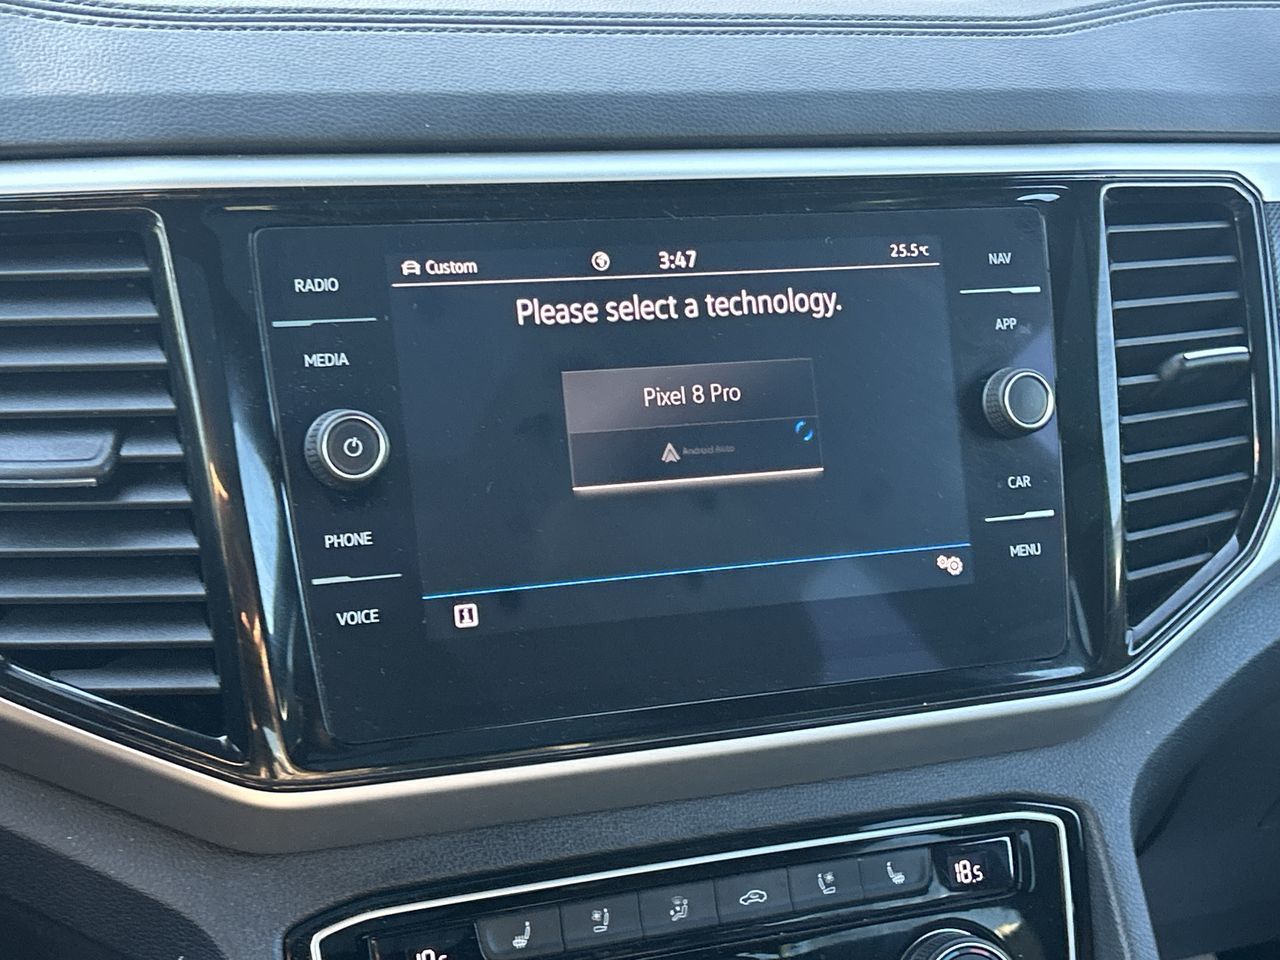 Custom 3:47 25.5°C
Please select a technology.
Pixel 8 Pro
Android Auto
RADIO
MEDIA
PHONE
VOICE
NAV
APP
CAR
MENU
18.5